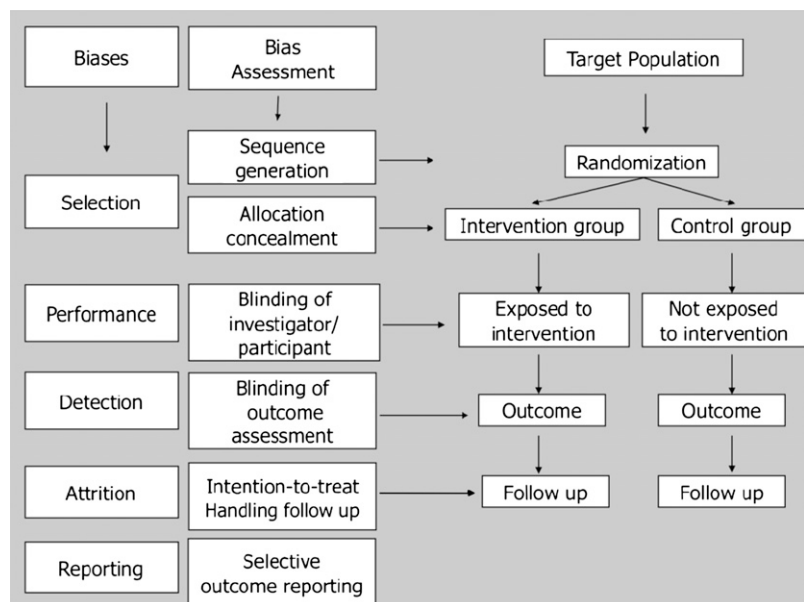 Biases
Bias
Assessment
Target Population
Sequence
generation
Randomization
Selection
Allocation
concealment
Intervention group
Control group
Performance
Blinding of
investigator/
participant
Exposed to
intervention
Not exposed
to intervention
Detection
Blinding of
outcome
assessment
Outcome
Outcome
Attrition
Intention-to-treat
Handling follow up
Follow up
Follow up
Reporting
Selective
outcome reporting